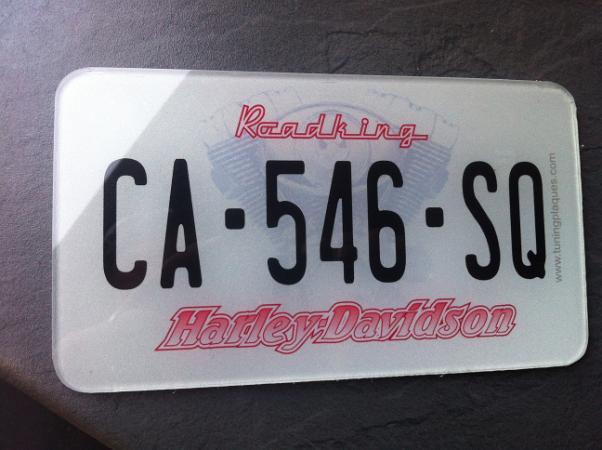 Roadking
CA-546-SQ
Harley-Davidson
www.tuningplaques.com